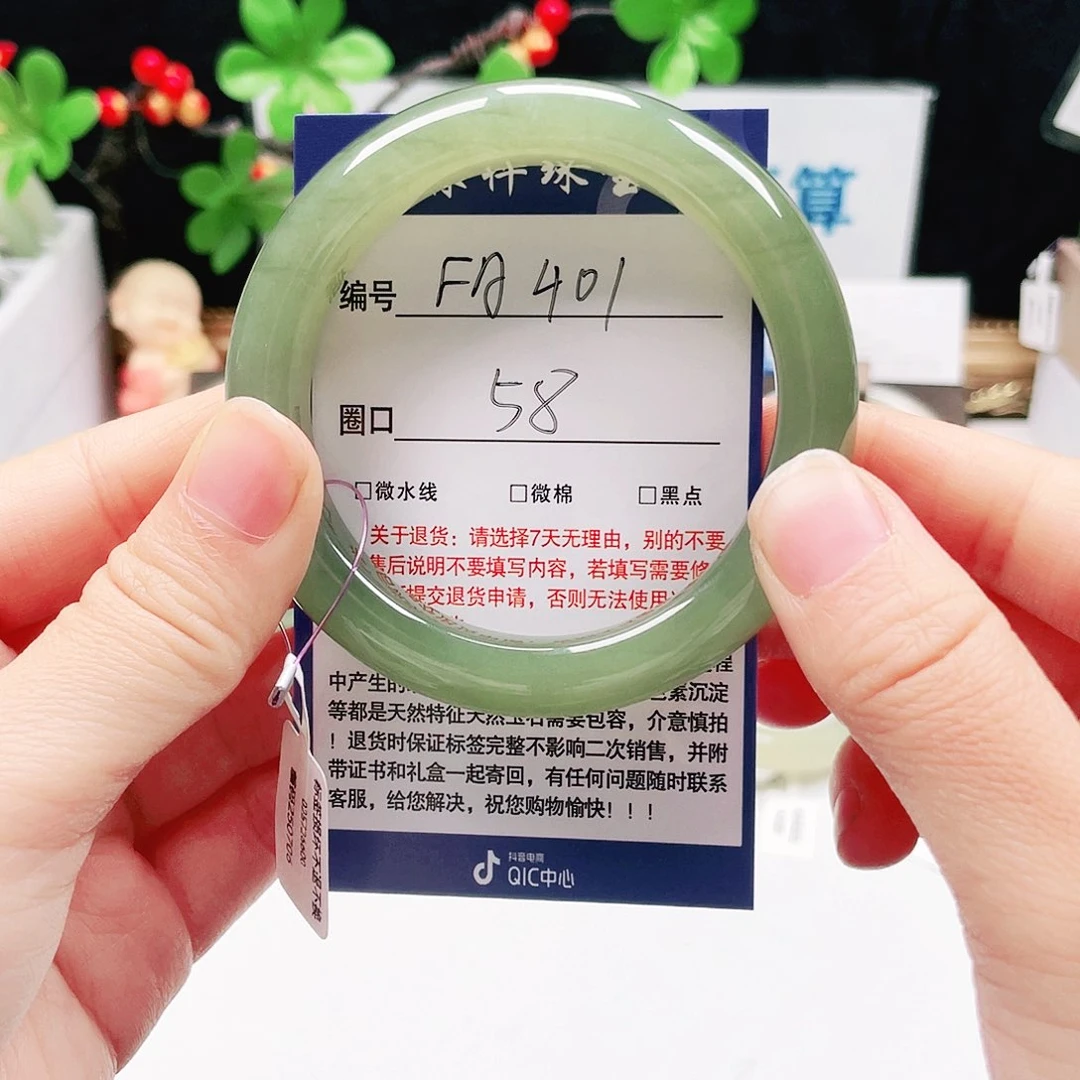 算
编号 FA 401
圈口 58
□微水线 □微棉 □黑点
关于退货：请选择7天无理由，别的不要
售后说明不要填写内容，若填写需要修
提交退货申请，否则无法使用
中产生的
等都是天然特征天然玉石需要包容，介意慎拍
！退货时保证标签完整不影响二次销售，并附
带证书和礼盒一起寄回，有任何问题随时联系
客服，给您解决，祝您购物愉快！！！
抖音电商
QIC中心